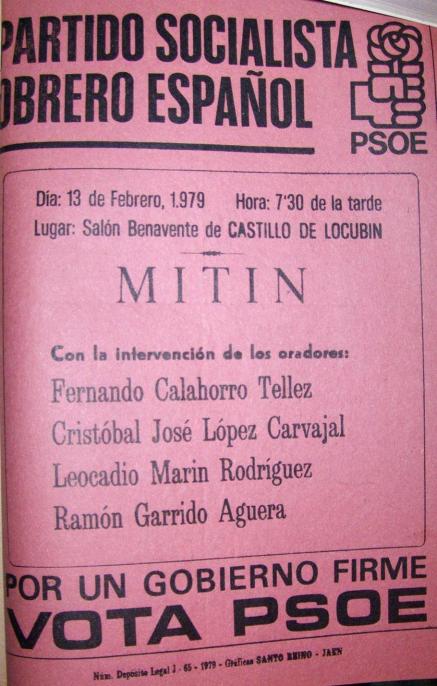 PARTIDO SOCIALISTA
OBRERO ESPAÑOL
PSOE
Día: 13 de Febrero, 1.979 Hora: 7'30 de la tarde
Lugar: Salón Benavente de CASTILLO DE LOCUBIN
MITIN
Con la intervención de los oradores:
Fernando Calahorro Tellez
Cristóbal José López Carvajal
Leocadio Marin Rodríguez
Ramón Garrido Aguera
POR UN GOBIERNO FIRME
VOTA PSOE
Núm. Depósito Legal J - 65 - 1979 - Gráficas SANTO REINO - JAEN